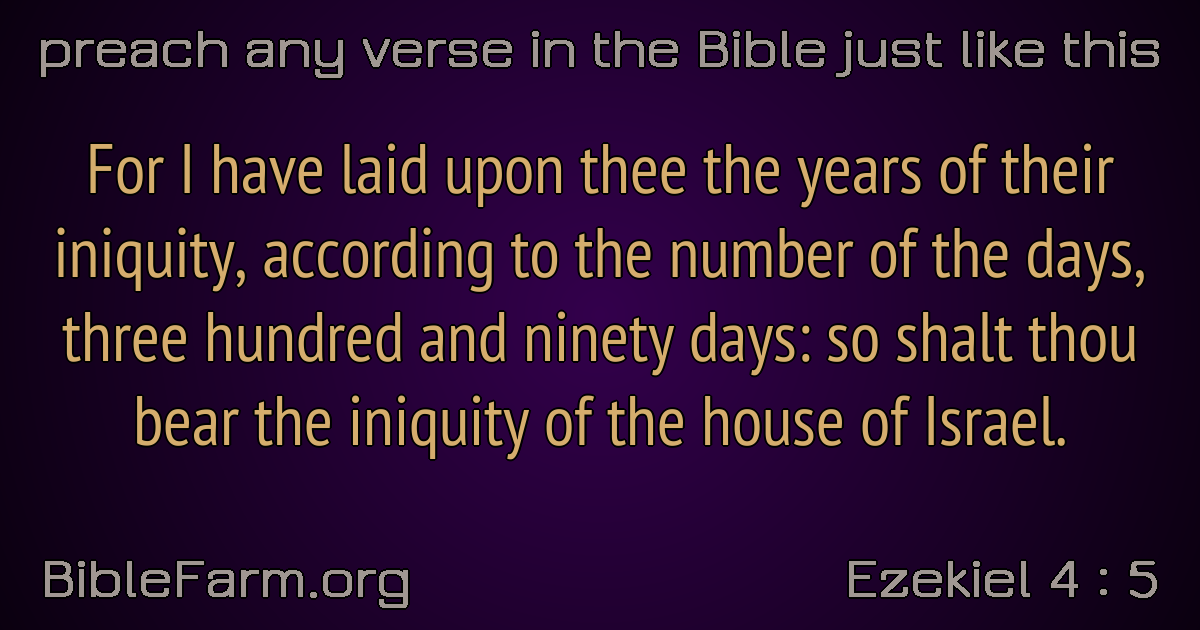 preach any verse in the Bible just like this
For I have laid upon thee the years of their
iniquity, according to the number of the days,
three hundred and ninety days: so shalt thou
bear the iniquity of the house of Israel.
BibleFarm.org
Ezekiel 4 : 5